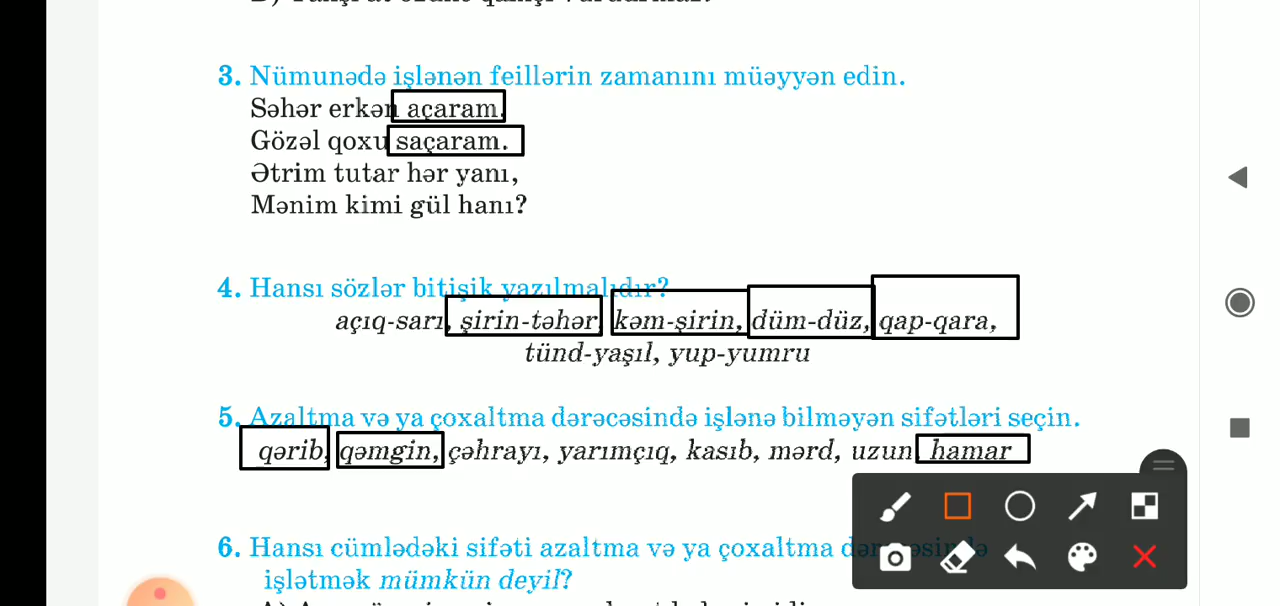 3. Nümunədə işlənən feillərin zamanını müəyyən edin.
Səhər erkən açaram.
Gözəl qoxu saçaram.
Ətrim tutar hər yanı,
Mənim kimi gül hanı?
4. Hansı sözlər bitişik yazılmalıdır?
açıq-sarı, şirin-təhər, kəm-şirin, düm-düz, qap-qara,
tünd-yaşıl, yup-yumru
5. Azaltma və ya çoxaltma dərəcəsində işlənə bilməyən sifətləri seçin.
qərib, qəmgin, çəhrayı, yarımçıq, kasıb, mərd, uzun, hamar
6. Hansı cümlədəki sifəti azaltma və ya çoxaltma dərəcəsində
işlətmək mümkün deyil?